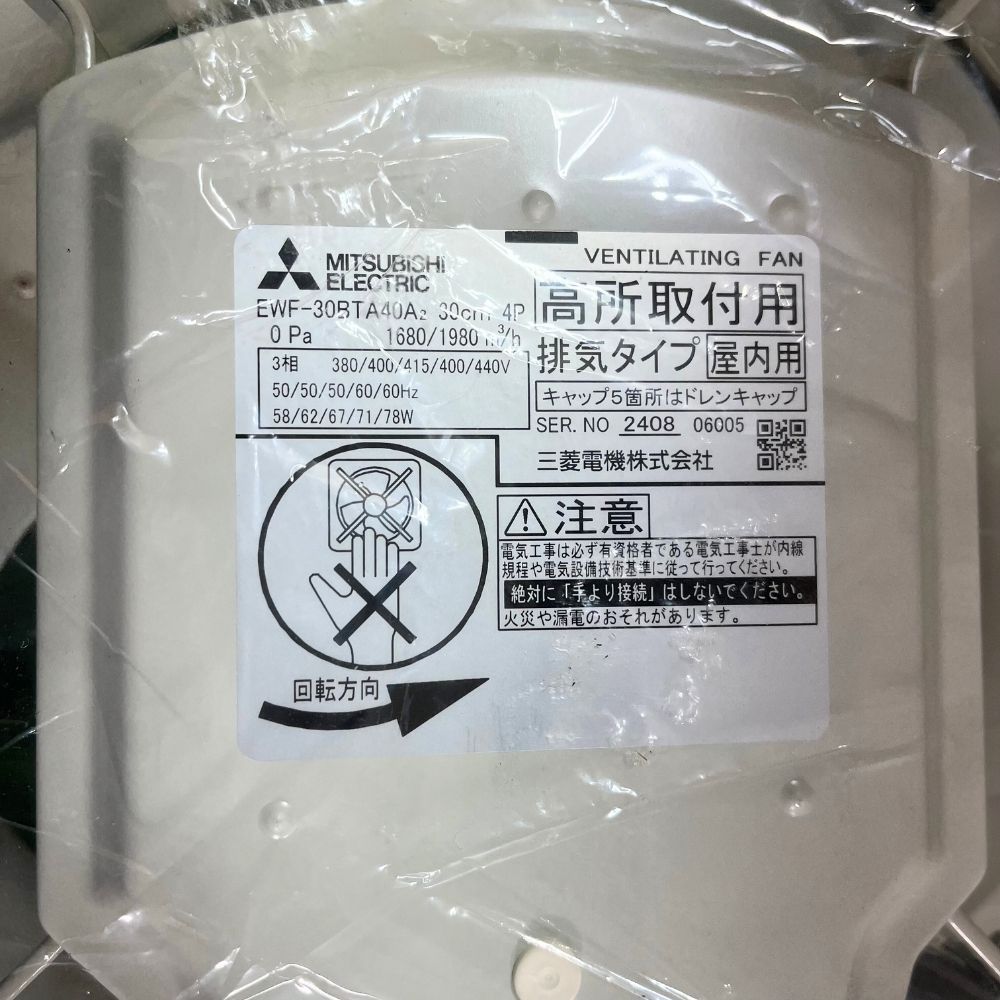 MITSUBISHI
ELECTRIC
VENTILATING FAN
EWF-30BTA40A₂ 30cm 4P
0 Pa 1680/1980 m³/h
3相 380/400/415/400/440V
50/50/50/60/60Hz
58/62/67/71/78W
高所取付用
排気タイプ 屋内用
キャップ5箇所はドレンキャップ
SER. NO 2408 06005
三菱電機株式会社
注意
電気工事は必ず有資格者である電気工事士が内線
規程や電気設備技術基準に従って行ってください。
絶対に「手より接続」はしないでください。
火災や漏電のおそれがあります。
回転方向